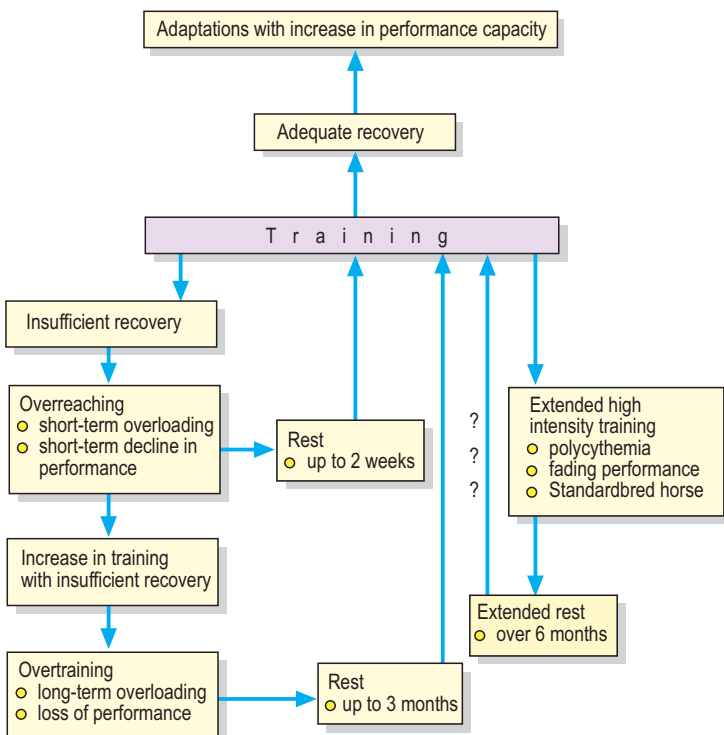 Adaptations with increase in performance capacity
Adequate recovery
Training
Insufficient recovery
Overreaching
short-term overloading
short-term decline in
performance
Rest
up to 2 weeks
?
?
?
Extended high
intensity training
polycythemia
fading performance
Standardbred horse
Increase in training
with insufficient recovery
Extended rest
over 6 months
Overtraining
long-term overloading
loss of performance
Rest
up to 3 months